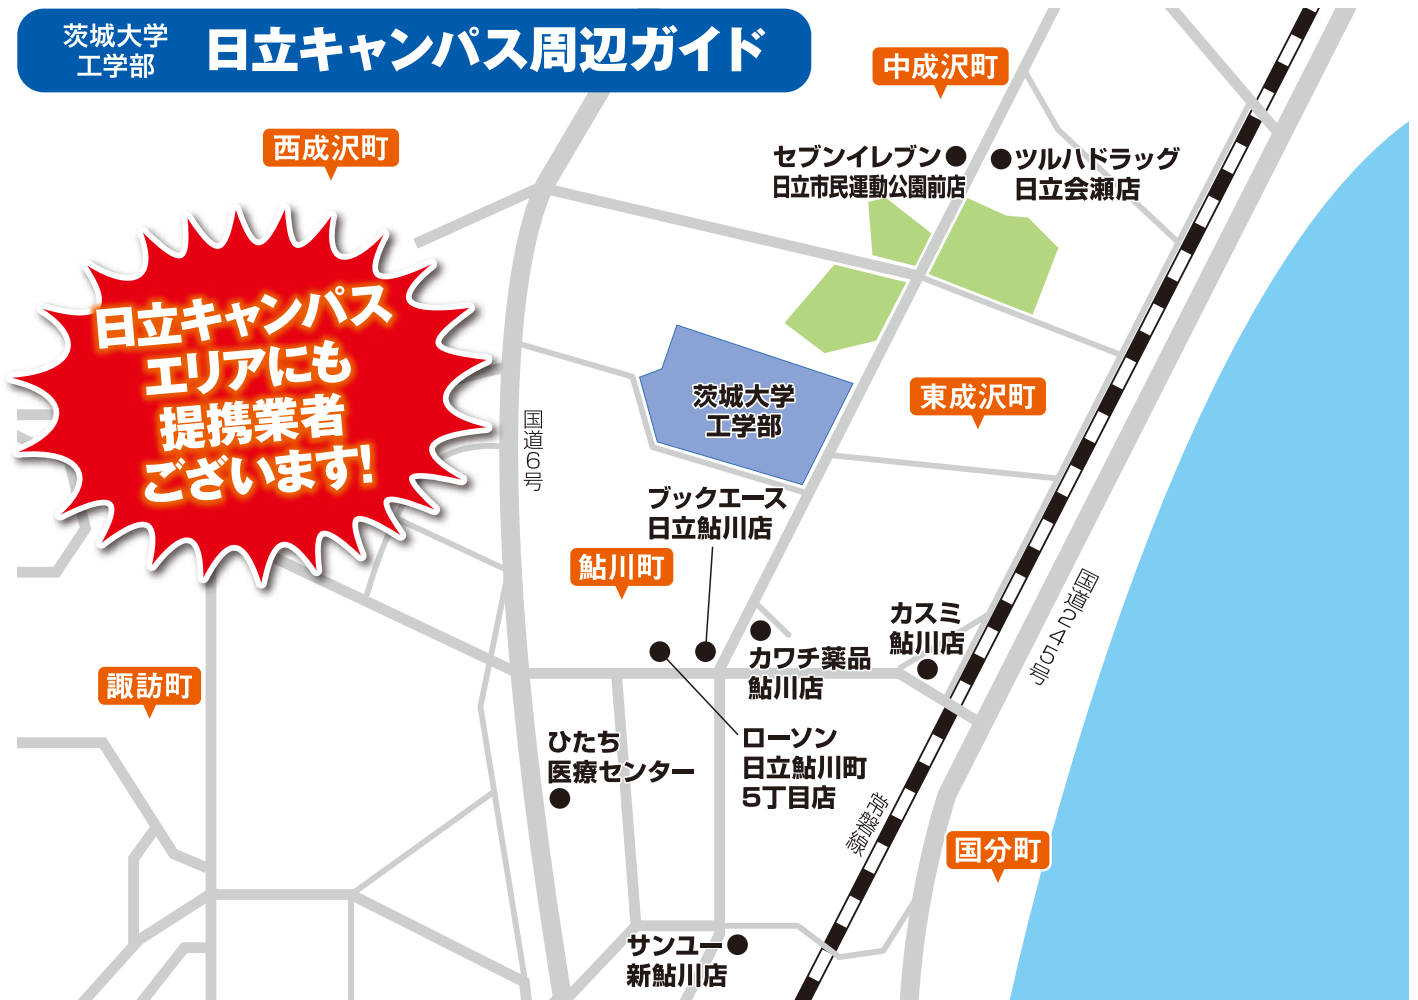 茨城大学
工学部
日立キャンパス周辺ガイド
中成沢町
西成沢町
セブンイレブン
日立市民運動公園前店
ツルハドラッグ
日立会瀬店
日立キャンパス
エリアにも
提携業者
ございます!
茨城大学
工学部
東成沢町
国道6号
ブックエース
日立鮎川店
鮎川町
国道245号
カスミ
鮎川店
カワチ薬品
鮎川店
諏訪町
ひたち
医療センター
ローソン
日立鮎川町
5丁目店
常磐線
国分町
サンユー
新鮎川店